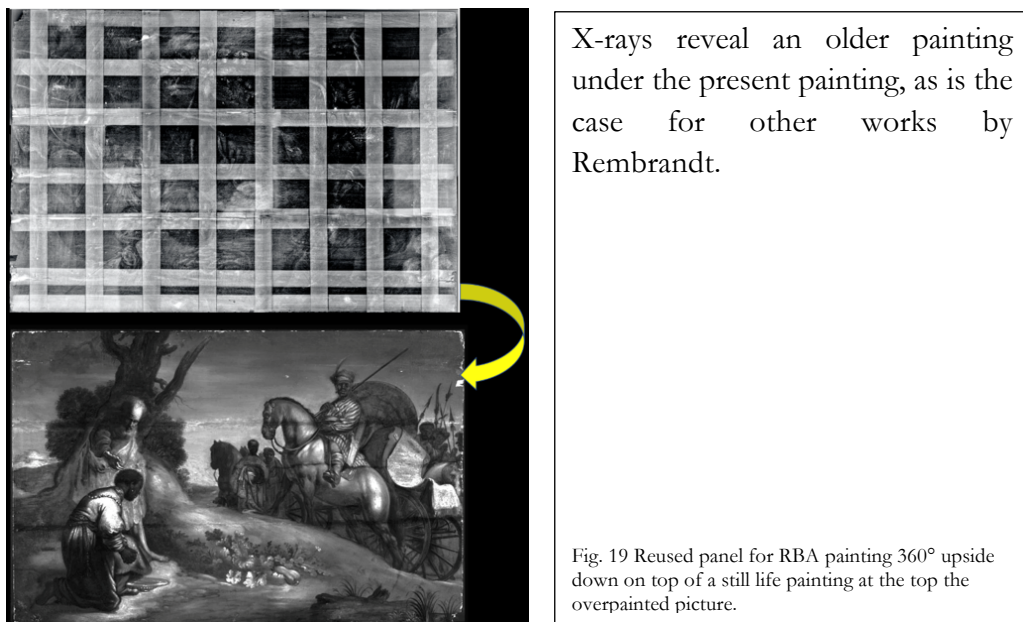 X-rays reveal an older painting
under the present painting, as is the
case for other works by
Rembrandt.
Fig. 19 Reused panel for RBA painting 360° upside
down on top of a still life painting at the top the
overpainted picture.